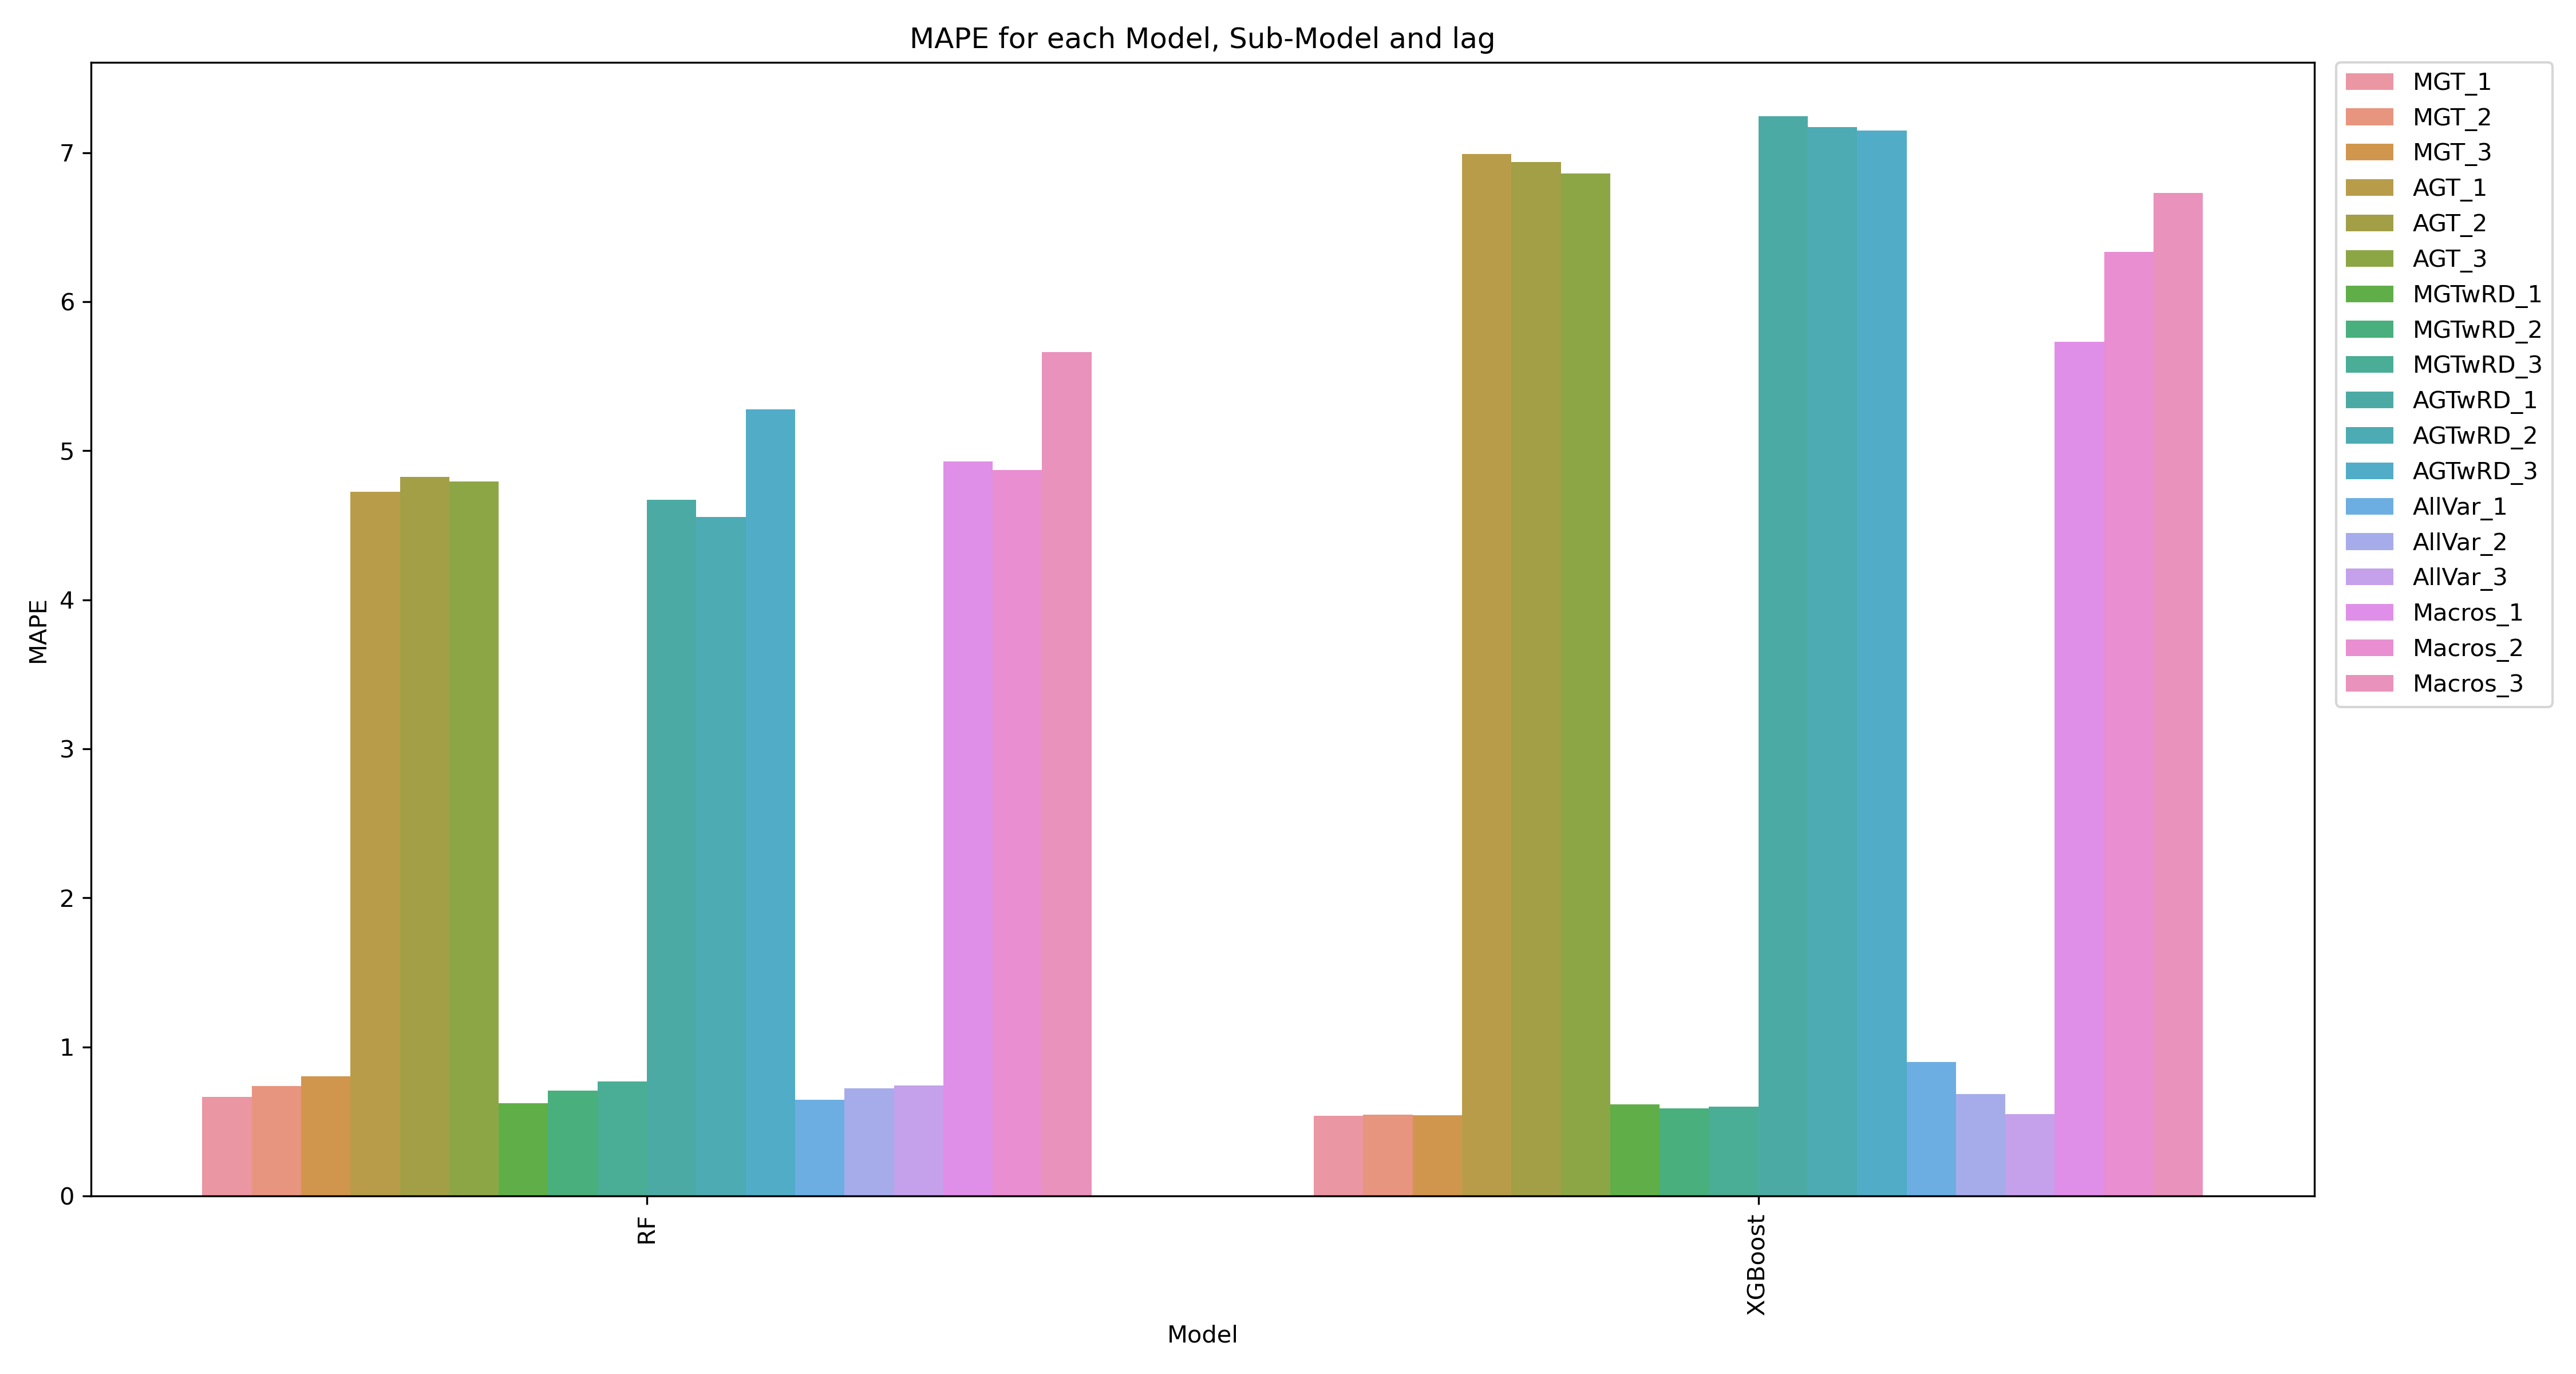 MAPE for each Model, Sub-Model and lag
MAPE
7
6
5
4
3
2
1
0
RF
XGBoost
Model
MGT_1
MGT_2
MGT_3
AGT_1
AGT_2
AGT_3
MGTwRD_1
MGTwRD_2
MGTwRD_3
AGTwRD_1
AGTwRD_2
AGTwRD_3
AllVar_1
AllVar_2
AllVar_3
Macros_1
Macros_2
Macros_3